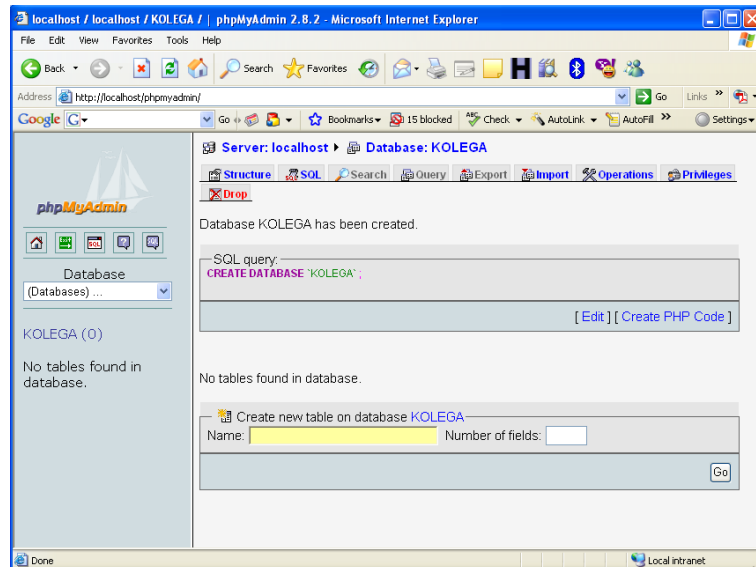 localhost / localhost / KOLEGA / | phpMyAdmin 2.8.2 - Microsoft Internet Explorer
File Edit View Favorites Tools Help
Back Search Favorites
Address http://localhost/phpmyadmin/ Go Links »
Google G Go Bookmarks 15 blocked ABC Check AutoLink AutoFill » Settings
phpMyAdmin
Database
(Databases) ...
KOLEGA (0)
No tables found in
database.
Server: localhost Database: KOLEGA
Structure SQL Search Query Export Import Operations Privileges
Drop
Database KOLEGA has been created.
SQL query:
CREATE DATABASE `KOLEGA` ;
[ Edit ] [ Create PHP Code ]
No tables found in database.
Create new table on database KOLEGA
Name: Number of fields:
Go
Done Local intranet